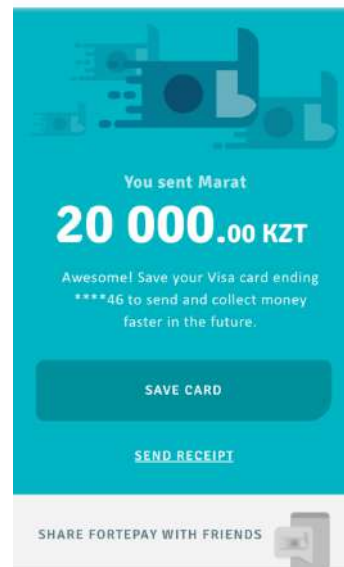 You sent Marat
20 000.00 KZT
Awesome! Save your Visa card ending
****46 to send and collect money
faster in the future.
SAVE CARD
SEND RECEIPT
SHARE FORTEPAY WITH FRIENDS